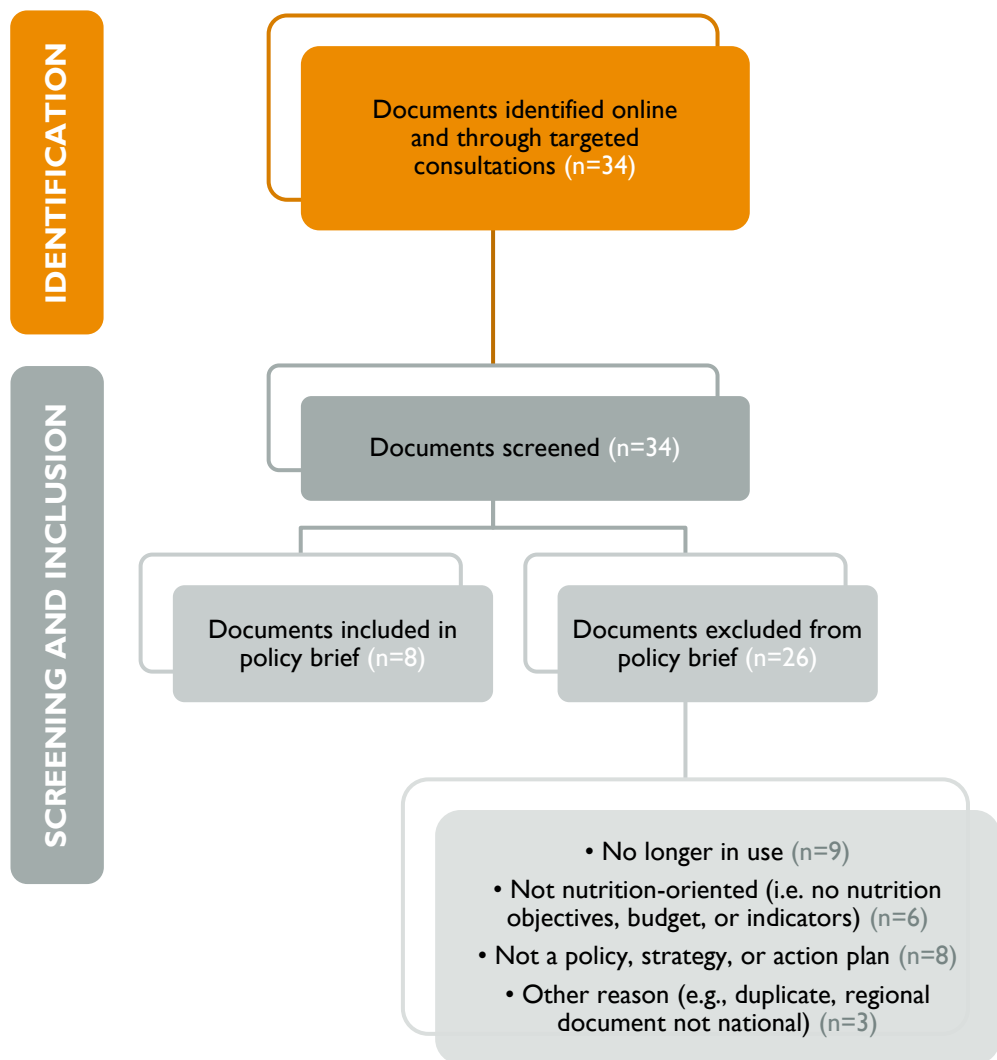 IDENTIFICATION
Documents identified online
and through targeted
consultations (n=34)
SCREENING AND INCLUSION
Documents screened (n=34)
Documents included in
policy brief (n=8)
Documents excluded from
policy brief (n=26)
• No longer in use (n=9)
• Not nutrition-oriented (i.e. no nutrition
objectives, budget, or indicators) (n=6)
• Not a policy, strategy, or action plan (n=8)
• Other reason (e.g., duplicate, regional
document not national) (n=3)